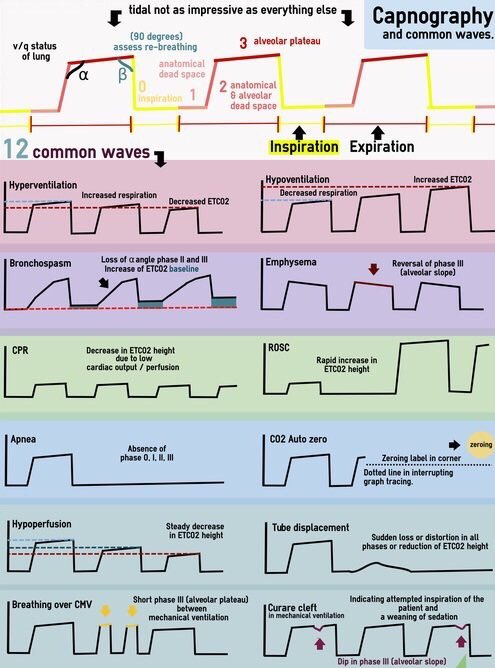 tidal not as impressive as everything else
Capnography
and common waves.
v/q status
of lung
(90 degrees)
assess re-breathing
3 alveolar plateau
α
β
0
inspiration
anatomical
dead space
1
2 anatomical
& alveolar
dead space
12 common waves
Inspiration
Expiration
Hyperventilation
Increased respiration
Decreased ETCO2
Hypoventilation
Decreased respiration
Increased ETCO2
Bronchospasm
Loss of α angle phase II and III
Increase of ETCO2 baseline
Emphysema
Reversal of phase III
(alveolar slope)
CPR
Decrease in ETCO2 height
due to low
cardiac output / perfusion
ROSC
Rapid increase in
ETCO2 height
Apnea
Absence of
phase 0, I, II, III
CO2 Auto zero
zeroing
Zeroing label in corner
Dotted line in interrupting
graph tracing.
Hypoperfusion
Steady decrease
in ETCO2 height
Tube displacement
Sudden loss or distortion in all
phases or reduction of ETCO2 height
Breathing over CMV
Short phase III (alveolar plateau)
between
mechanical ventilation
Curare cleft
in mechanical ventilation
Indicating attempted inspiration of the
patient and
a weaning of sedation
Dip in phase III (alveolar slope)